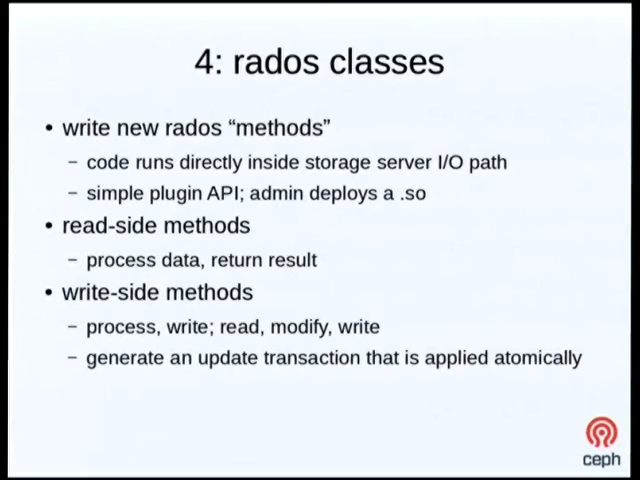 4: rados classes
• write new rados “methods”
– code runs directly inside storage server I/O path
– simple plugin API; admin deploys a .so
• read-side methods
– process data, return result
• write-side methods
– process, write; read, modify, write
– generate an update transaction that is applied atomically
ceph